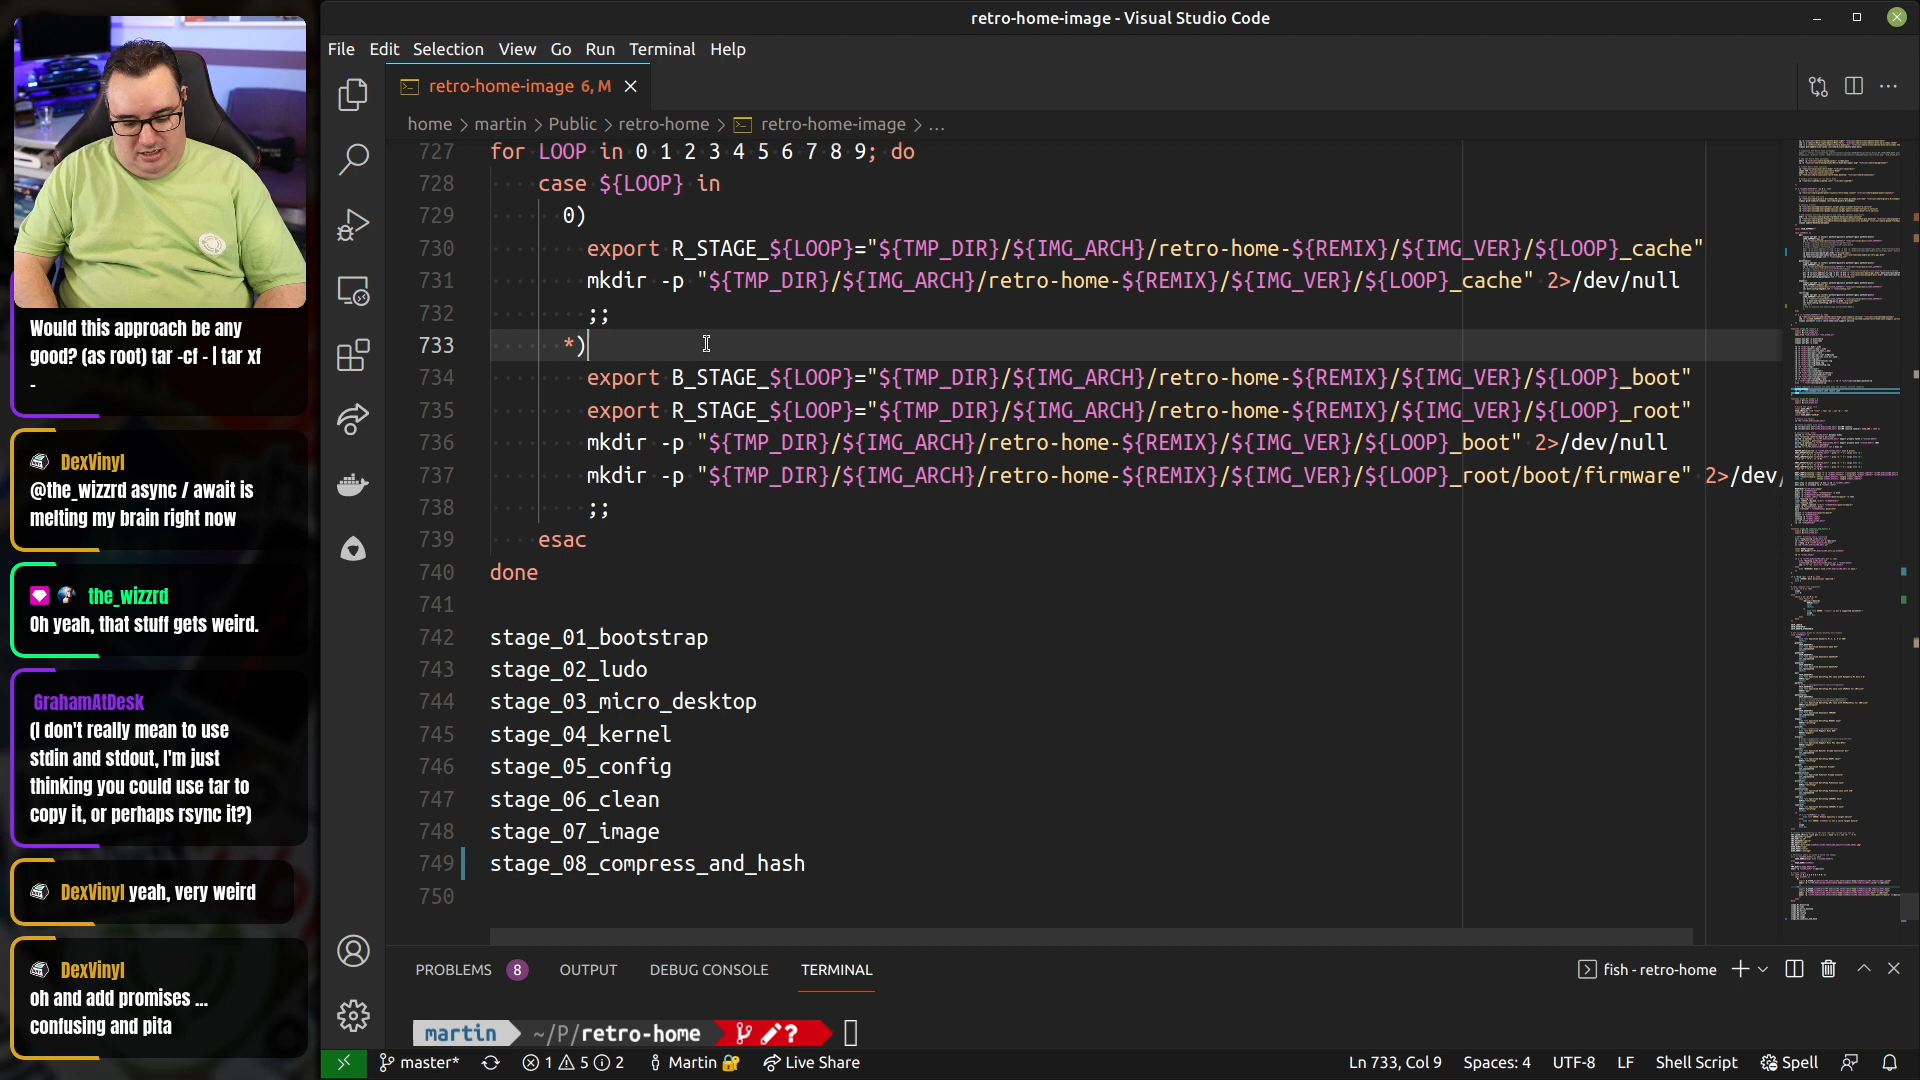 retro-home-image - Visual Studio Code
File Edit Selection View Go Run Terminal Help
retro-home-image 6, M
home > martin > Public > retro-home > retro-home-image > ...
727 for LOOP in 0 1 2 3 4 5 6 7 8 9; do
728 case ${LOOP} in
729 0)
730 export R_STAGE_${LOOP}="${TMP_DIR}/${IMG_ARCH}/retro-home-${REMIX}/${IMG_VER}/${LOOP}_cache"
731 mkdir -p "${TMP_DIR}/${IMG_ARCH}/retro-home-${REMIX}/${IMG_VER}/${LOOP}_cache" 2>/dev/null
732 ;;
733 *)
734 export B_STAGE_${LOOP}="${TMP_DIR}/${IMG_ARCH}/retro-home-${REMIX}/${IMG_VER}/${LOOP}_boot"
735 export R_STAGE_${LOOP}="${TMP_DIR}/${IMG_ARCH}/retro-home-${REMIX}/${IMG_VER}/${LOOP}_root"
736 mkdir -p "${TMP_DIR}/${IMG_ARCH}/retro-home-${REMIX}/${IMG_VER}/${LOOP}_boot" 2>/dev/null
737 mkdir -p "${TMP_DIR}/${IMG_ARCH}/retro-home-${REMIX}/${IMG_VER}/${LOOP}_root/boot/firmware" 2>/dev/
738 ;;
739 esac
740 done
741
742 stage_01_bootstrap
743 stage_02_ludo
744 stage_03_micro_desktop
745 stage_04_kernel
746 stage_05_config
747 stage_06_clean
748 stage_07_image
749 stage_08_compress_and_hash
750
PROBLEMS 8 OUTPUT DEBUG CONSOLE TERMINAL
fish - retro-home
martin ~/P/retro-home ?
master* 1 5 2 Martin Live Share
Ln 733, Col 9 Spaces: 4 UTF-8 LF Shell Script Spell
Would this approach be any
good? (as root) tar -cf - | tar xf
-
DexVinyl
@the_wizzrd async / await is
melting my brain right now
the_wizzrd
Oh yeah, that stuff gets weird.
GrahamAtDesk
(I don't really mean to use
stdin and stdout, I'm just
thinking you could use tar to
copy it, or perhaps rsync it?)
DexVinyl yeah, very weird
DexVinyl
oh and add promises ...
confusing and pita